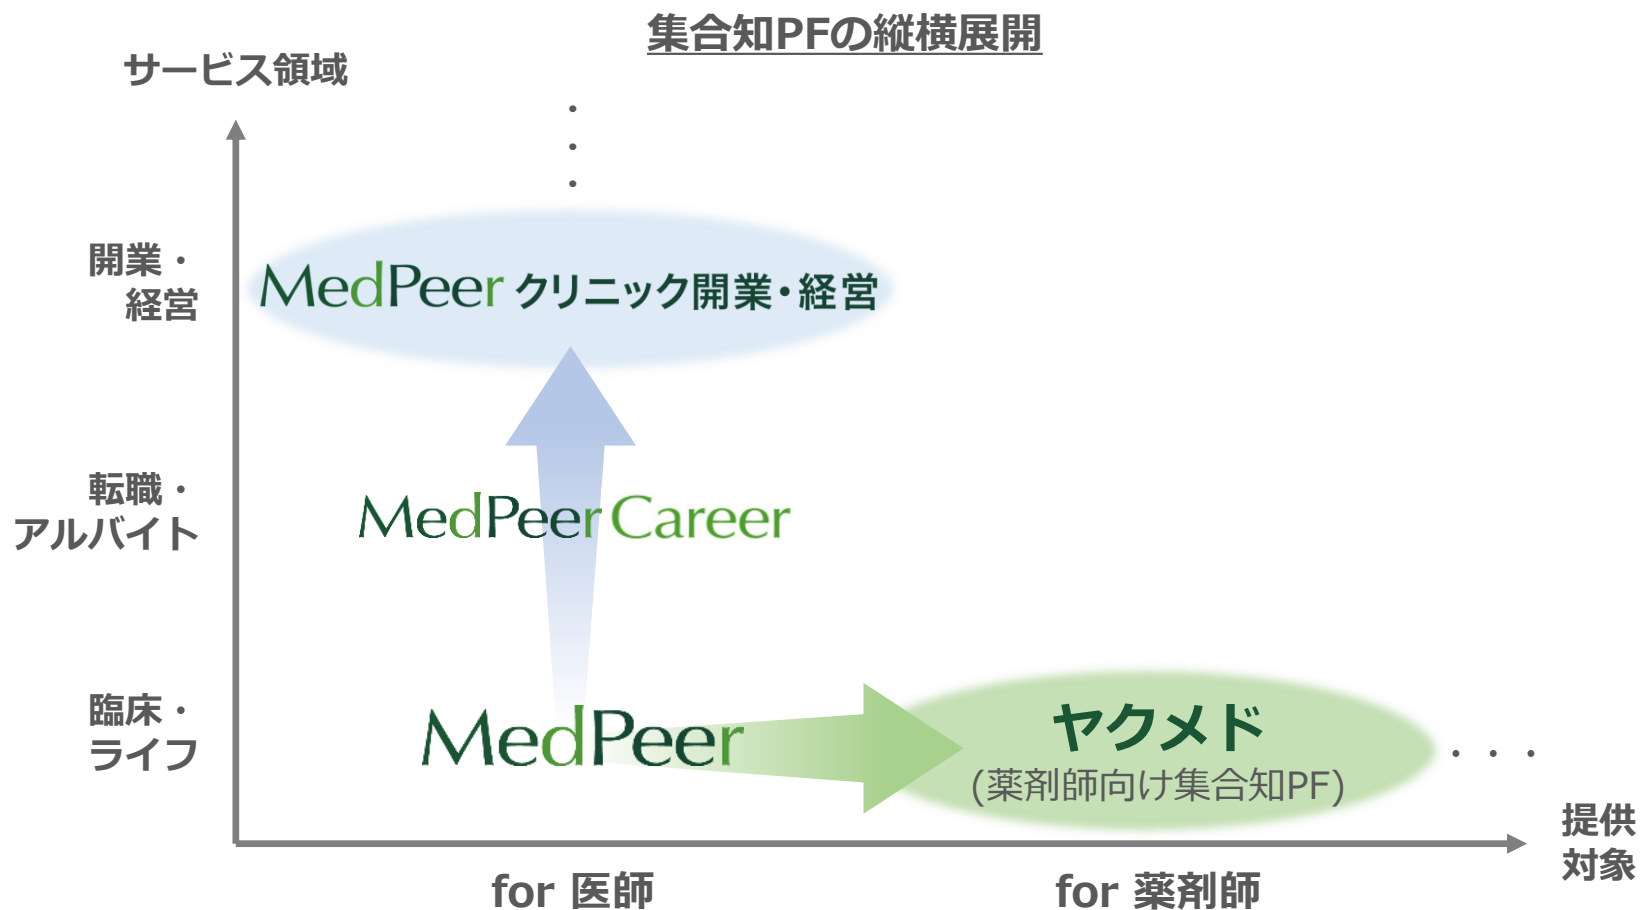 集合知PFの縦横展開
サービス領域
・
・
・
開業・
経営
MedPeer クリニック開業・経営
転職・
アルバイト
MedPeer Career
臨床・
ライフ
MedPeer
ヤクメド
(薬剤師向け集合知PF)
・・・
提供
対象
for 医師
for 薬剤師